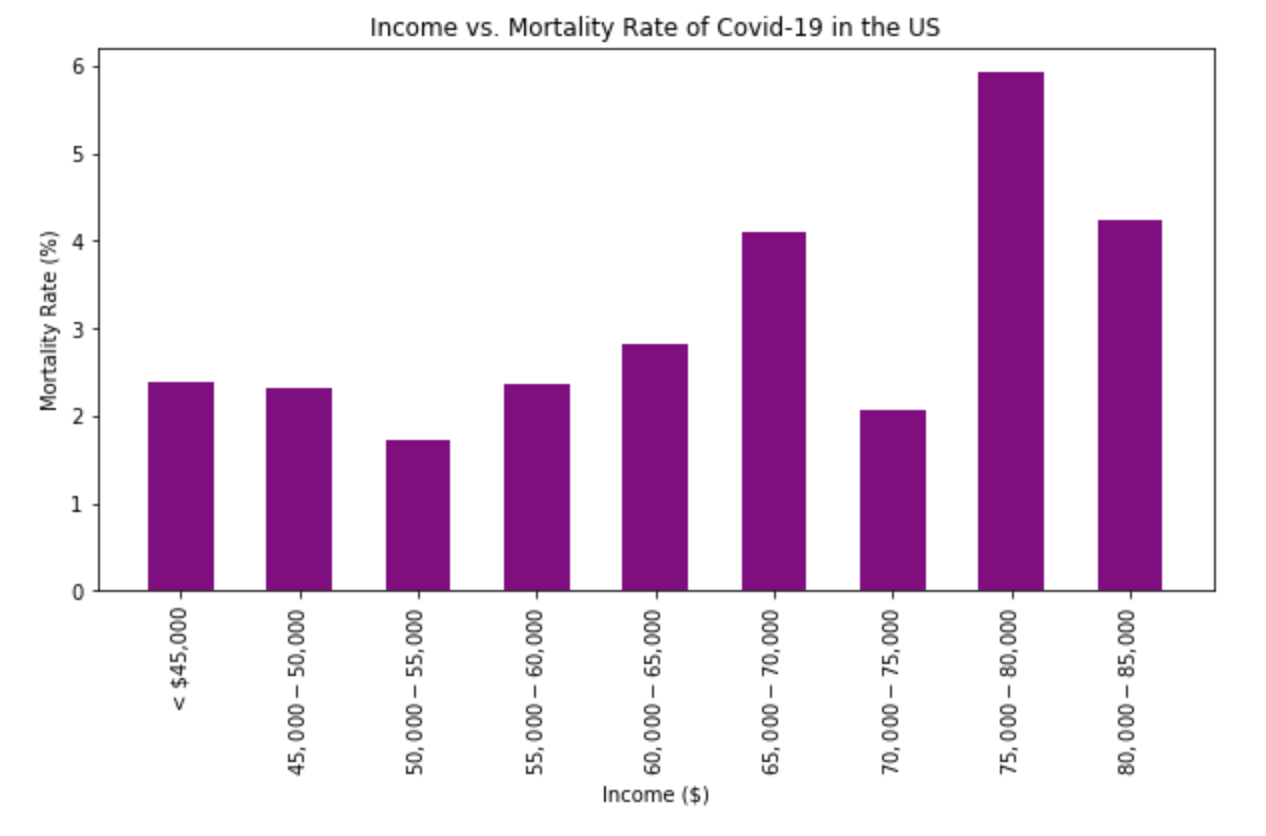 Income vs. Mortality Rate of Covid-19 in the US
Mortality Rate (%)
6
5
4
3
2
1
0
< $45,000
45,000 – 50,000
50,000 – 55,000
55,000 – 60,000
60,000 – 65,000
65,000 – 70,000
70,000 – 75,000
75,000 – 80,000
80,000 – 85,000
Income ($)